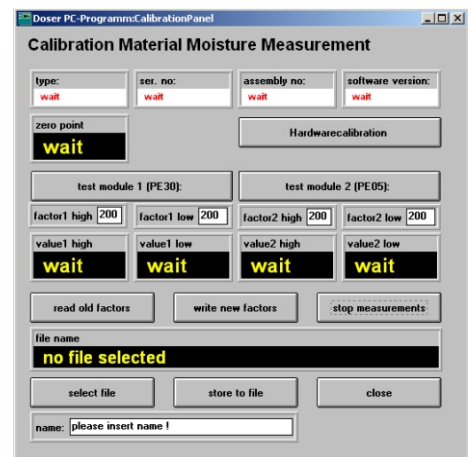 Doser PC-Programm:CalibrationPanel
Calibration Material Moisture Measurement
type: ser. no: assembly no: software version:
wait wait wait wait
zero point
wait
Hardwarecalibration
test module 1 (PE30): test module 2 (PE05):
factor1 high 200 factor1 low 200 factor2 high 200 factor2 low 200
value1 high value1 low value2 high value2 low
wait wait wait wait
read old factors write new factors stop measurements
file name
no file selected
select file store to file close
name: please insert name !